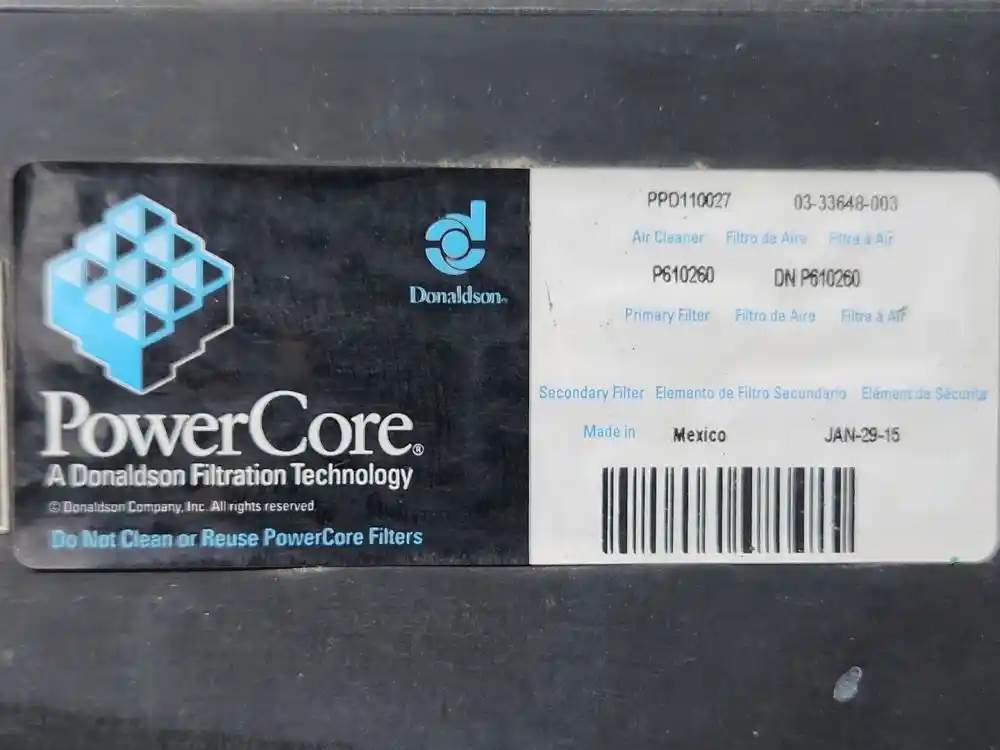 Donaldson
PowerCore®
A Donaldson Filtration Technology
© Donaldson Company, Inc. All rights reserved.
Do Not Clean or Reuse PowerCore Filters
PPD110027 03-33648-003
Air Cleaner Filtro de Aire Filtre à Air
P610260 DN P610260
Primary Filter Filtro de Aire Filtre à Air
Secondary Filter Elemento de Filtro Secundario Élément de Sécurité
Made in Mexico JAN-29-15